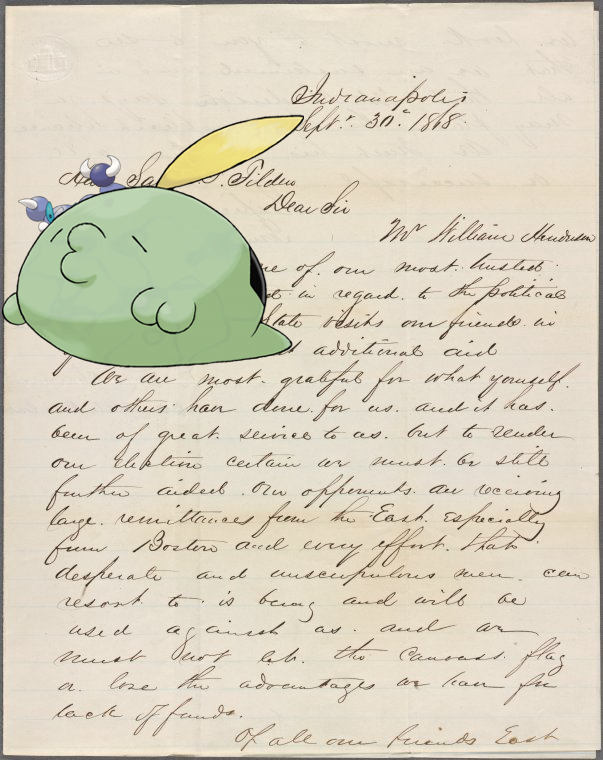 Indianapolis
Sept. 30th 1868.
Hon Sa J. Tilden
Dear Sir
Mr William Henderson
ne of our most trusted
d in regard to the political
State visits our friends in
additional aid
We are most grateful for what yourself
and others have done for us and it has
been of great service to us. but to render
our election certain we must be still
further aided. Our opponents are receiving
large remittances from the East. especially
from Boston and every effort that
desperate and unscrupulous men can
resort to is being and will be
used against us. and we
must not let the canvass flag
or lose the advantages we have for
lack of funds.
Of all our friends East